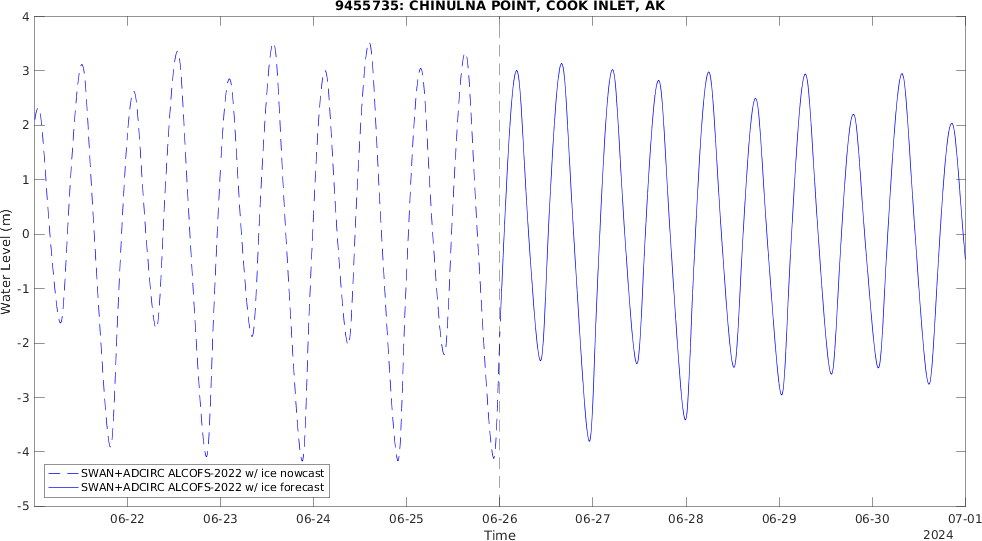 9455735: CHINULNA POINT, COOK INLET, AK
4
3
2
1
0
-1
-2
-3
-4
-5
Water Level (m)
SWAN+ADCIRC ALCOFS-2022 w/ ice nowcast
SWAN+ADCIRC ALCOFS-2022 w/ ice forecast
06-22 06-23 06-24 06-25 06-26 06-27 06-28 06-29 06-30 07-01
Time
2024